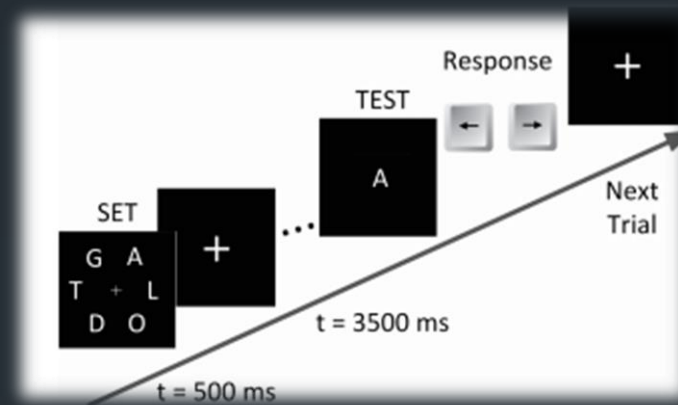 SET
G A
T + L
D O
+
t = 500 ms
t = 3500 ms
TEST
A
Response
← →
+
Next
Trial